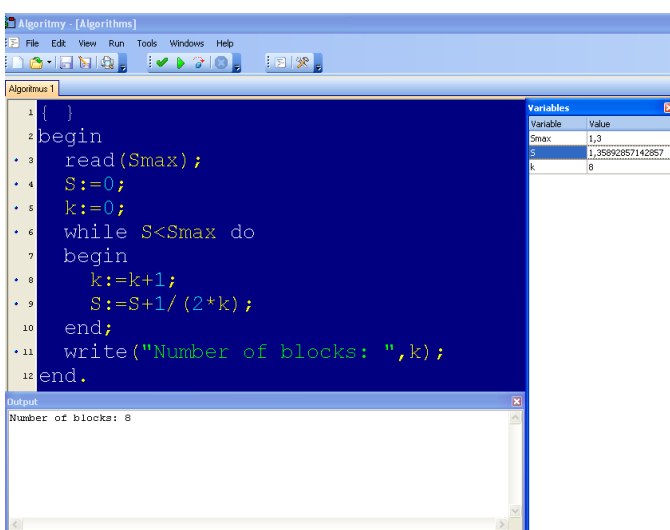 Algoritmy - [Algorithms]
File Edit View Run Tools Windows Help
Algoritmus 1
1 { }
2 begin
3 read(Smax);
4 S:=0;
5 k:=0;
6 while S<Smax do
7 begin
8 k:=k+1;
9 S:=S+1/(2*k);
10 end;
11 write("Number of blocks: ",k);
12 end.
Variables
Variable Value
Smax 1,3
S 1,35892857142857
k 8
Output
Number of blocks: 8